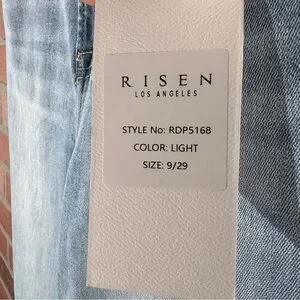 RISEN
LOS ANGELES
STYLE No: RDP5168
COLOR: LIGHT
SIZE: 9/29